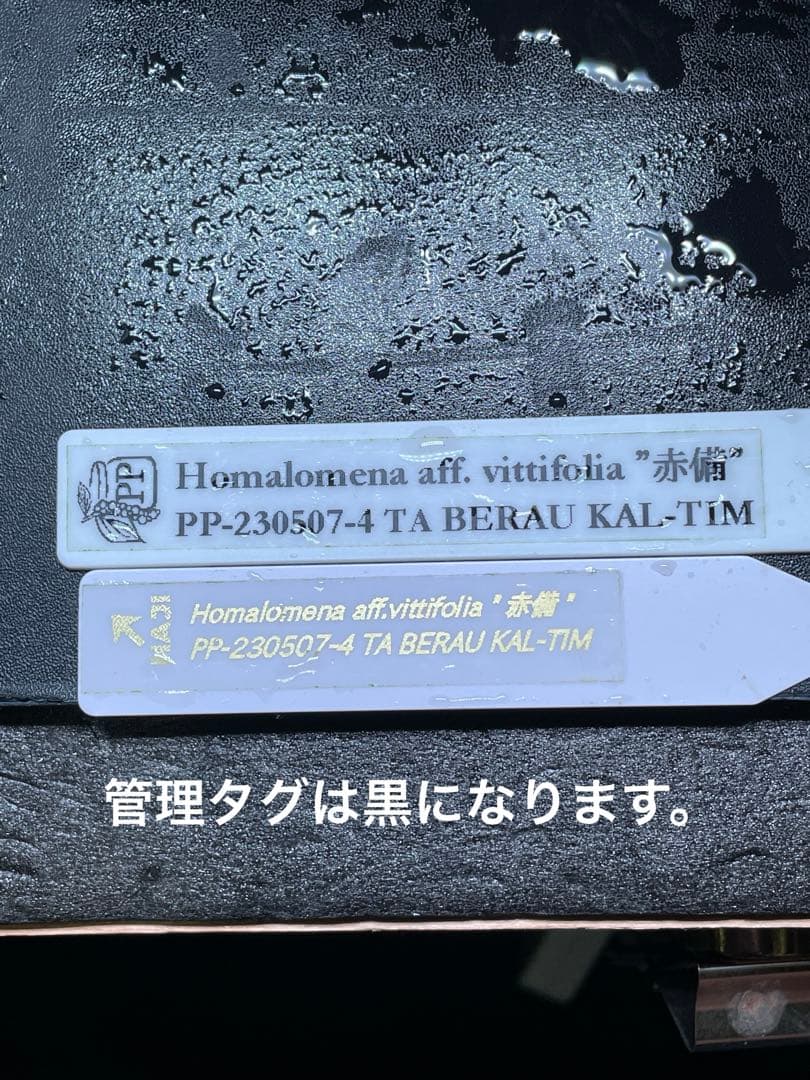 PP
Homalomena aff. vittifolia ”赤備”
PP-230507-4 TA BERAU KAL-TIM
Homalomena aff.vittifolia "赤備"
PP-230507-4 TA BERAU KAL-TIM
管理タグは黒になります。